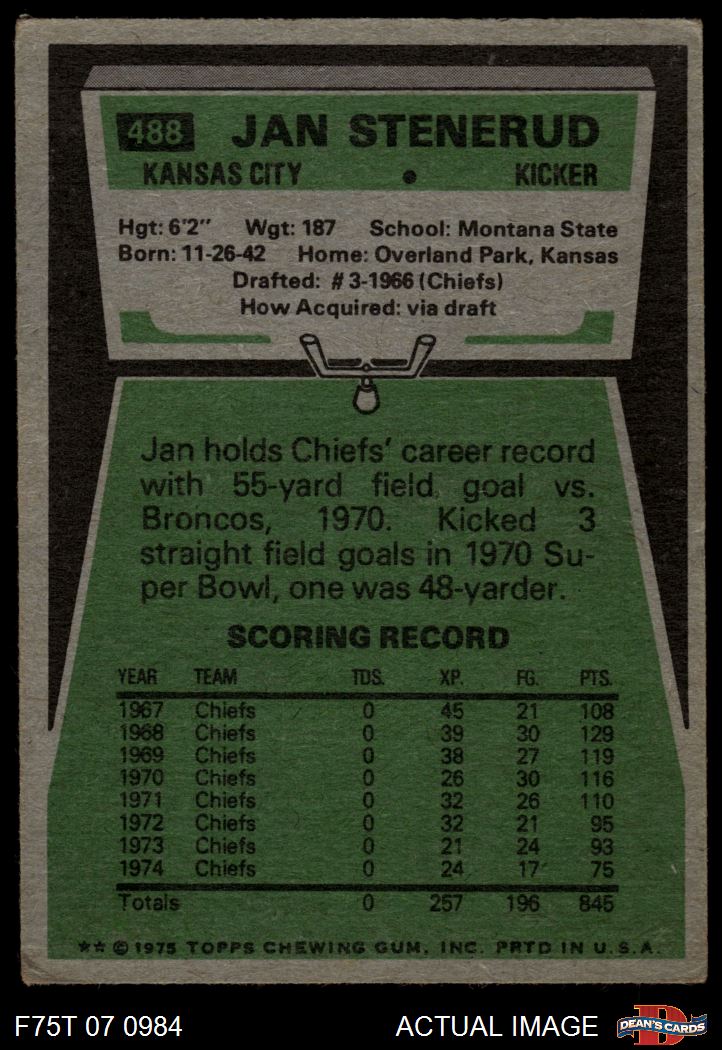 488 JAN STENERUD
KANSAS CITY • KICKER
Hgt: 6'2" Wgt: 187 School: Montana State
Born: 11-26-42 Home: Overland Park, Kansas
Drafted: #3-1966 (Chiefs)
How Acquired: via draft
Jan holds Chiefs' career record
with 55-yard field goal vs.
Broncos, 1970. Kicked 3
straight field goals in 1970 Su-
per Bowl, one was 48-yarder.
SCORING RECORD
YEAR TEAM TDS. XP. FG. PTS.
1967 Chiefs 0 45 21 108
1968 Chiefs 0 39 30 129
1969 Chiefs 0 38 27 119
1970 Chiefs 0 26 30 116
1971 Chiefs 0 32 26 110
1972 Chiefs 0 32 21 95
1973 Chiefs 0 21 24 93
1974 Chiefs 0 24 17 75
Totals 0 257 196 845
★★ © 1975 TOPPS CHEWING GUM, INC. PRTD IN U.S.A.
F75T 07 0984 ACTUAL IMAGE D DEAN'S CARDS